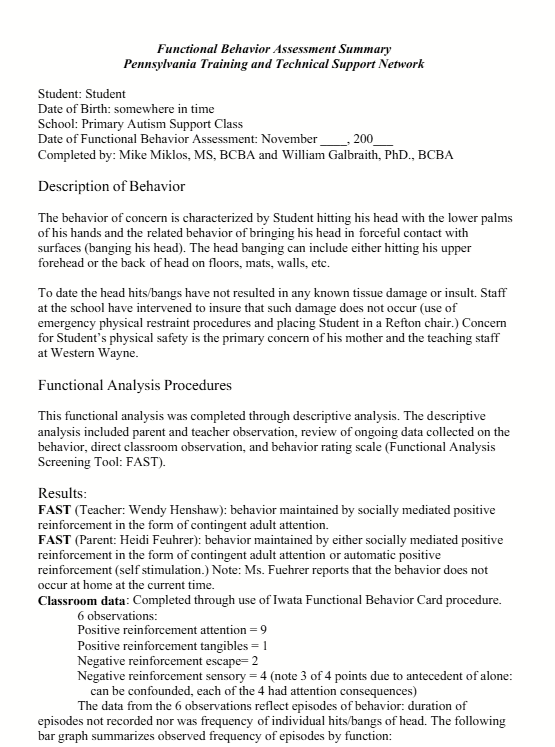 Functional Behavior Assessment Summary
Pennsylvania Training and Technical Support Network
Student: Student
Date of Birth: somewhere in time
School: Primary Autism Support Class
Date of Functional Behavior Assessment: November ____, 200___
Completed by: Mike Miklos, MS, BCBA and William Galbraith, PhD., BCBA
Description of Behavior
The behavior of concern is characterized by Student hitting his head with the lower palms
of his hands and the related behavior of bringing his head in forceful contact with
surfaces (banging his head). The head banging can include either hitting his upper
forehead or the back of head on floors, mats, walls, etc.
To date the head hits/bangs have not resulted in any known tissue damage or insult. Staff
at the school have intervened to insure that such damage does not occur (use of
emergency physical restraint procedures and placing Student in a Refton chair.) Concern
for Student's physical safety is the primary concern of his mother and the teaching staff
at Western Wayne.
Functional Analysis Procedures
This functional analysis was completed through descriptive analysis. The descriptive
analysis included parent and teacher observation, review of ongoing data collected on the
behavior, direct classroom observation, and behavior rating scale (Functional Analysis
Screening Tool: FAST).
Results:
FAST (Teacher: Wendy Henshaw): behavior maintained by socially mediated positive
reinforcement in the form of contingent adult attention.
FAST (Parent: Heidi Feuhrer): behavior maintained by either socially mediated positive
reinforcement in the form of contingent adult attention or automatic positive
reinforcement (self stimulation.) Note: Ms. Fuehrer reports that the behavior does not
occur at home at the current time.
Classroom data: Completed through use of Iwata Functional Behavior Card procedure.
6 observations:
Positive reinforcement attention = 9
Positive reinforcement tangibles = 1
Negative reinforcement escape= 2
Negative reinforcement sensory = 4 (note 3 of 4 points due to antecedent of alone:
can be confounded, each of the 4 had attention consequences)
The data from the 6 observations reflect episodes of behavior: duration of
episodes not recorded nor was frequency of individual hits/bangs of head. The following
bar graph summarizes observed frequency of episodes by function: